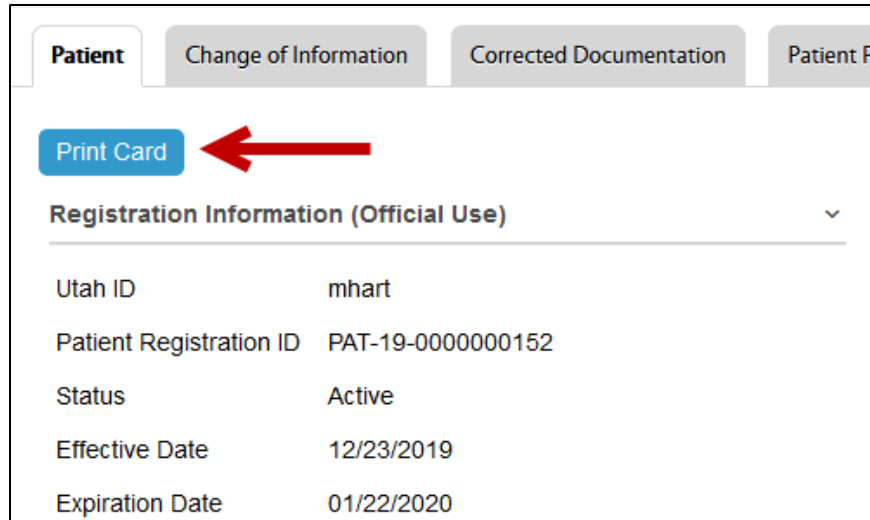 Patient Change of Information Corrected Documentation Patient
Print Card
Registration Information (Official Use)
Utah ID mhart
Patient Registration ID PAT-19-0000000152
Status Active
Effective Date 12/23/2019
Expiration Date 01/22/2020